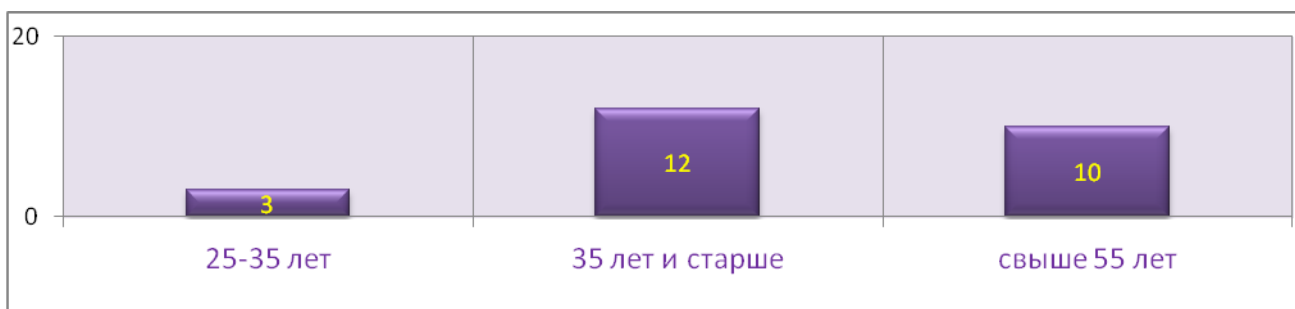 20
12
10
3
0
25-35 лет
35 лет и старше
свыше 55 лет